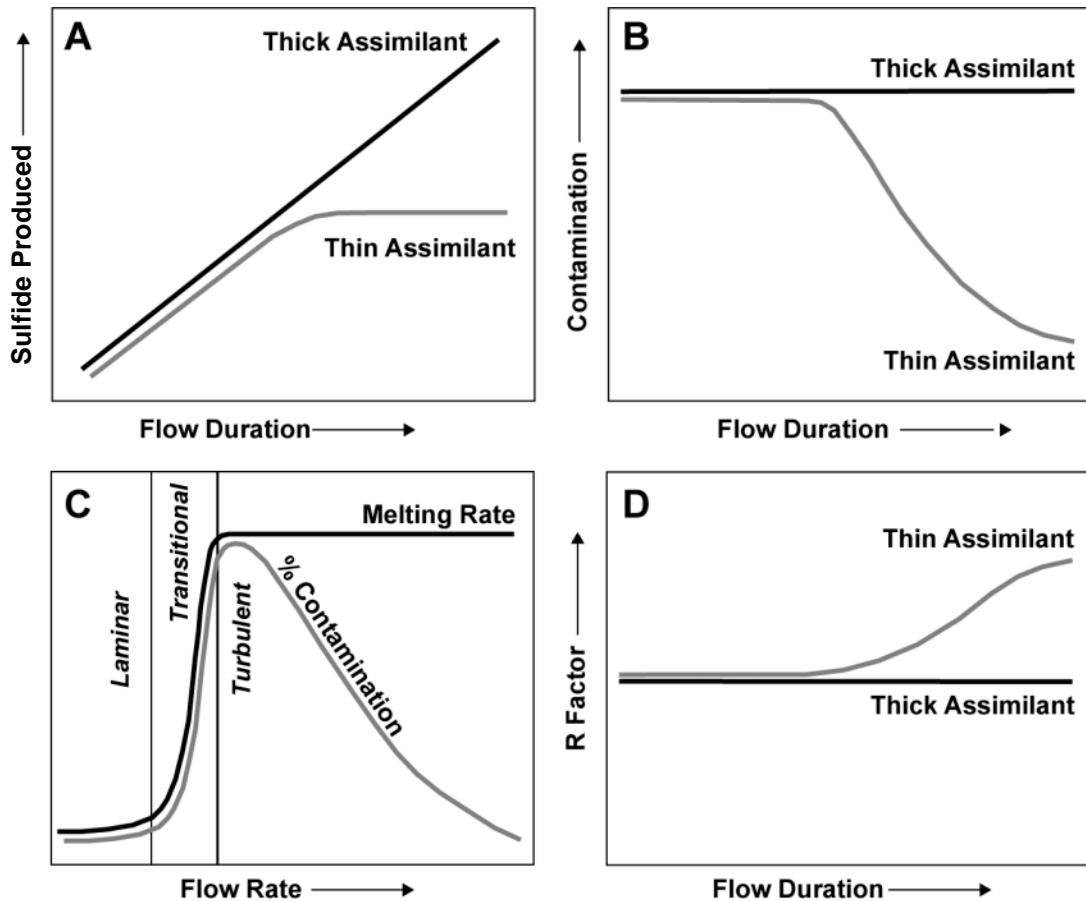 A
Thick Assimilant
Thin Assimilant
Sulfide Produced
Flow Duration
B
Thick Assimilant
Thin Assimilant
Contamination
Flow Duration
C
Laminar
Transitional
Turbulent
Melting Rate
% Contamination
Flow Rate
D
Thin Assimilant
Thick Assimilant
R Factor
Flow Duration